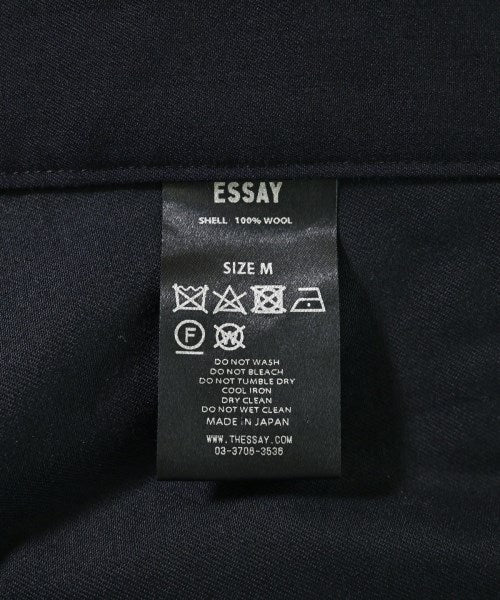 ESSAY
SHELL 100% WOOL
SIZE M
F W
DO NOT WASH
DO NOT BLEACH
DO NOT TUMBLE DRY
COOL IRON
DRY CLEAN
DO NOT WET CLEAN
MADE IN JAPAN
WWW.THESSAY.COM
03-3706-3536